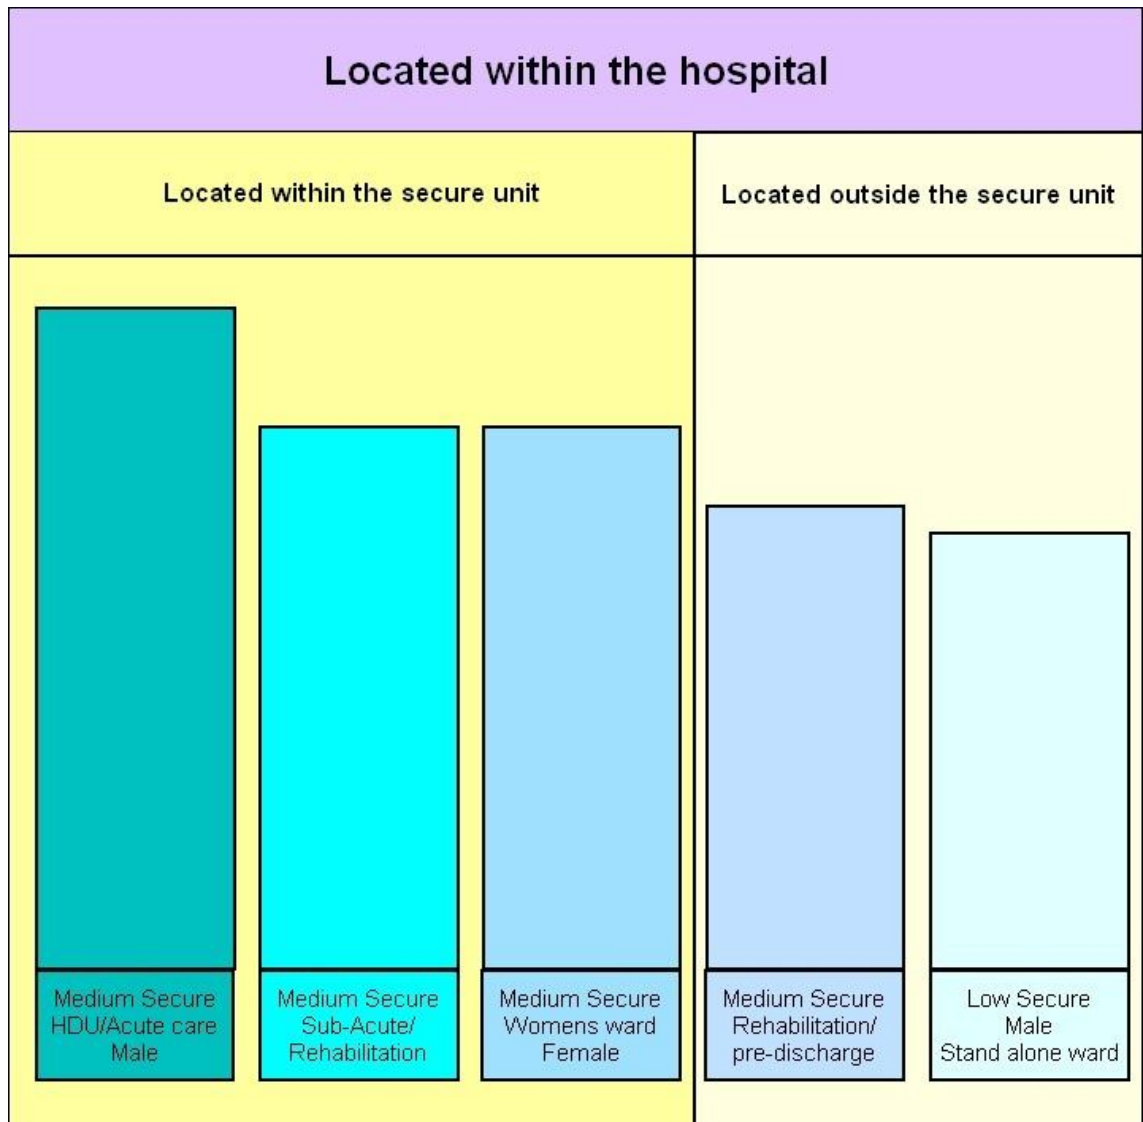 Located within the hospital
Located within the secure unit
Located outside the secure unit
Medium Secure
HDU/Acute care
Male
Medium Secure
Sub-Acute/
Rehabilitation
Medium Secure
Womens ward
Female
Medium Secure
Rehabilitation/
pre-discharge
Low Secure
Male
Stand alone ward